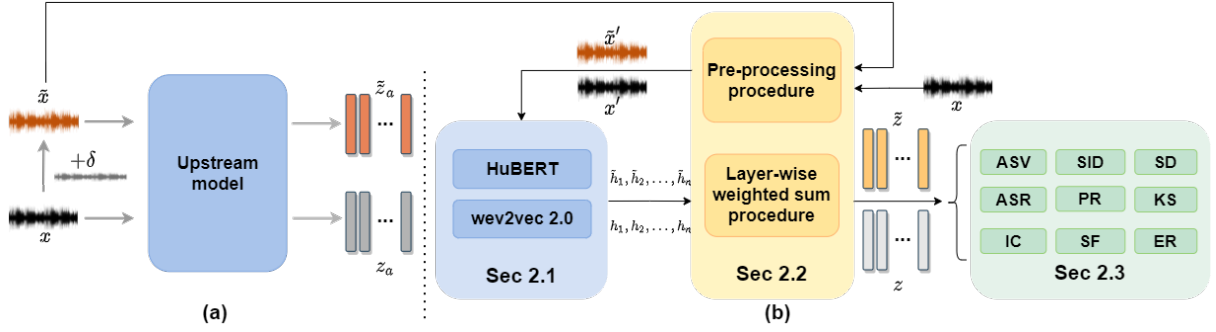 x̃
+δ
x
Upstream
model
z̃ₐ
zₐ
(a)
x̃′
x′
HuBERT
wev2vec 2.0
Sec 2.1
h̃₁, h̃₂, . . . , h̃ₙ
h₁, h₂, . . . , hₙ
Pre-processing
procedure
Layer-wise
weighted sum
procedure
Sec 2.2
(b)
x
z̃
z
ASV SID SD
ASR PR KS
IC SF ER
Sec 2.3